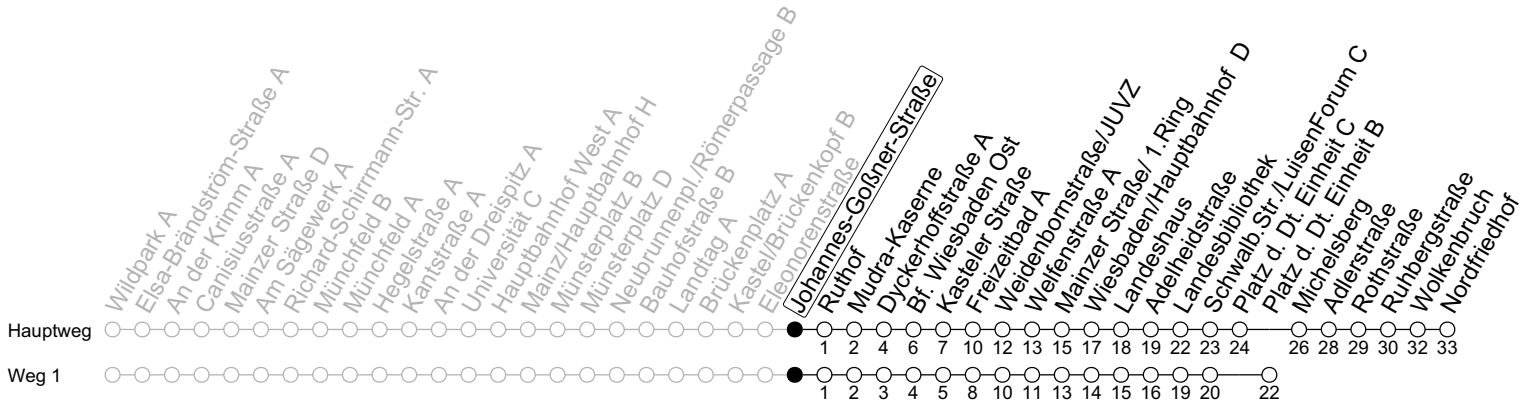 Wildpark A
Elsa-Brändström-Straße A
An der Krimm A
Canisiusstraße A
Mainzer Straße D
Am Sägewerk A
Richard-Schirrmann-Str. A
Münchfeld B
Münchfeld A
Hegelstraße A
Kantstraße A
An der Dreispitz A
Universität C
Hauptbahnhof West A
Mainz/Hauptbahnhof H
Münsterplatz B
Münsterplatz D
Neubrunnenpl./Römerpassage B
Bauhofstraße B
Landtag A
Brückenplatz A
Kastel/Brückenkopf B
Eleonorenstraße
Johannes-Goßner-Straße
Ruthof
Mudra-Kaserne
Dyckerhoffstraße A
Bf. Wiesbaden Ost
Kasteler Straße
Freizeitbad A
Weidenbornstraße/JUVZ
Welfenstraße A
Mainzer Straße/ 1.Ring
Wiesbaden/Hauptbahnhof D
Landeshaus
Adelheidstraße
Landesbibliothek
Schwalb.Str./LuisenForum C
Platz d. Dt. Einheit C
Platz d. Dt. Einheit B
Michelsberg
Adlerstraße
Rothstraße
Ruhbergstraße
Wolkenbruch
Nordfriedhof
Hauptweg
1 2 4 6 7 10 12 13 15 17 18 19 22 23 24 26 28 29 30 32 33
Weg 1
1 2 3 4 5 8 10 11 13 14 15 16 19 20 22